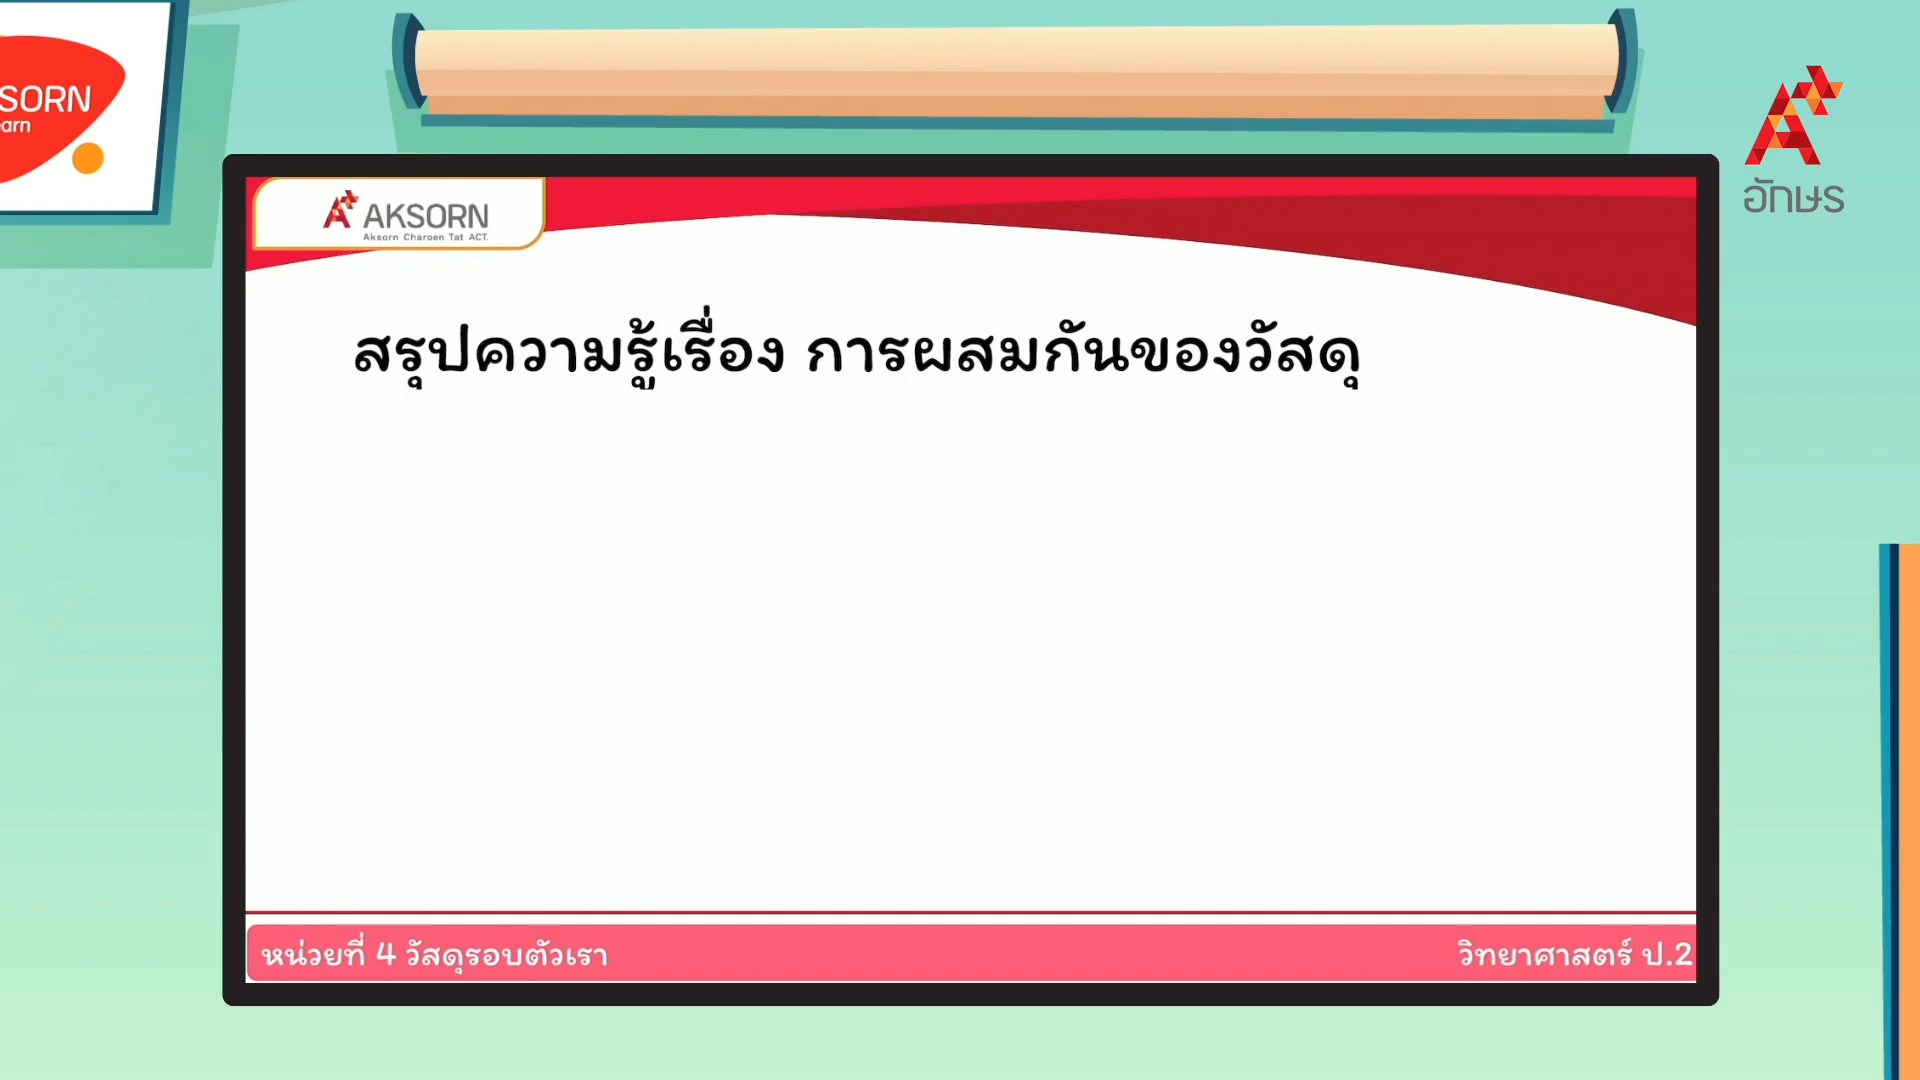 SORN
arn
อักษร
AKSORN
Aksorn Charoen Tat ACT.
สรุปความรู้เรื่อง การผสมกันของวัสดุ
หน่วยที่ 4 วัสดุรอบตัวเรา
วิทยาศาสตร์ ป.2